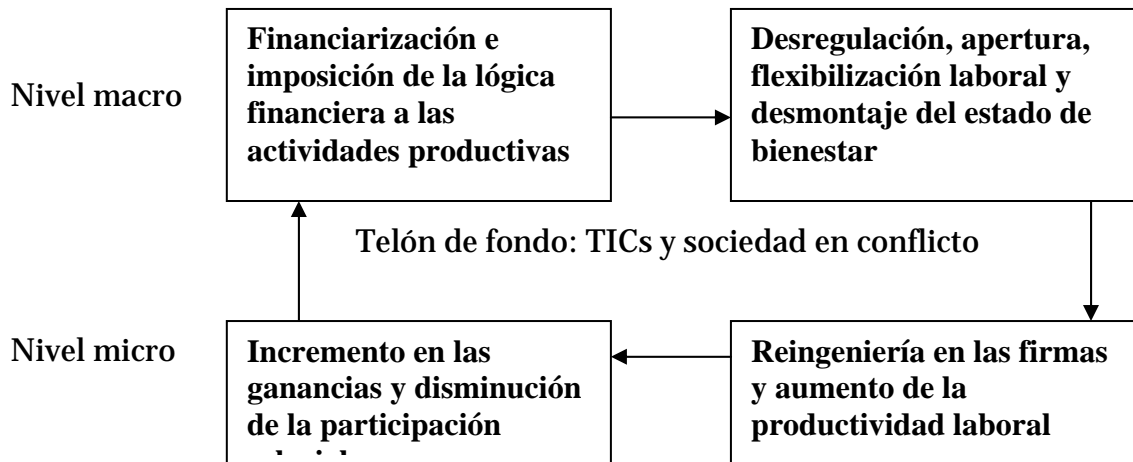 Nivel macro
Financiarización e
imposición de la lógica
financiera a las
actividades productivas
Desregulación, apertura,
flexibilización laboral y
desmontaje del estado de
bienestar
Telón de fondo: TICs y sociedad en conflicto
Nivel micro
Incremento en las
ganancias y disminución
de la participación
Reingeniería en las firmas
y aumento de la
productividad laboral